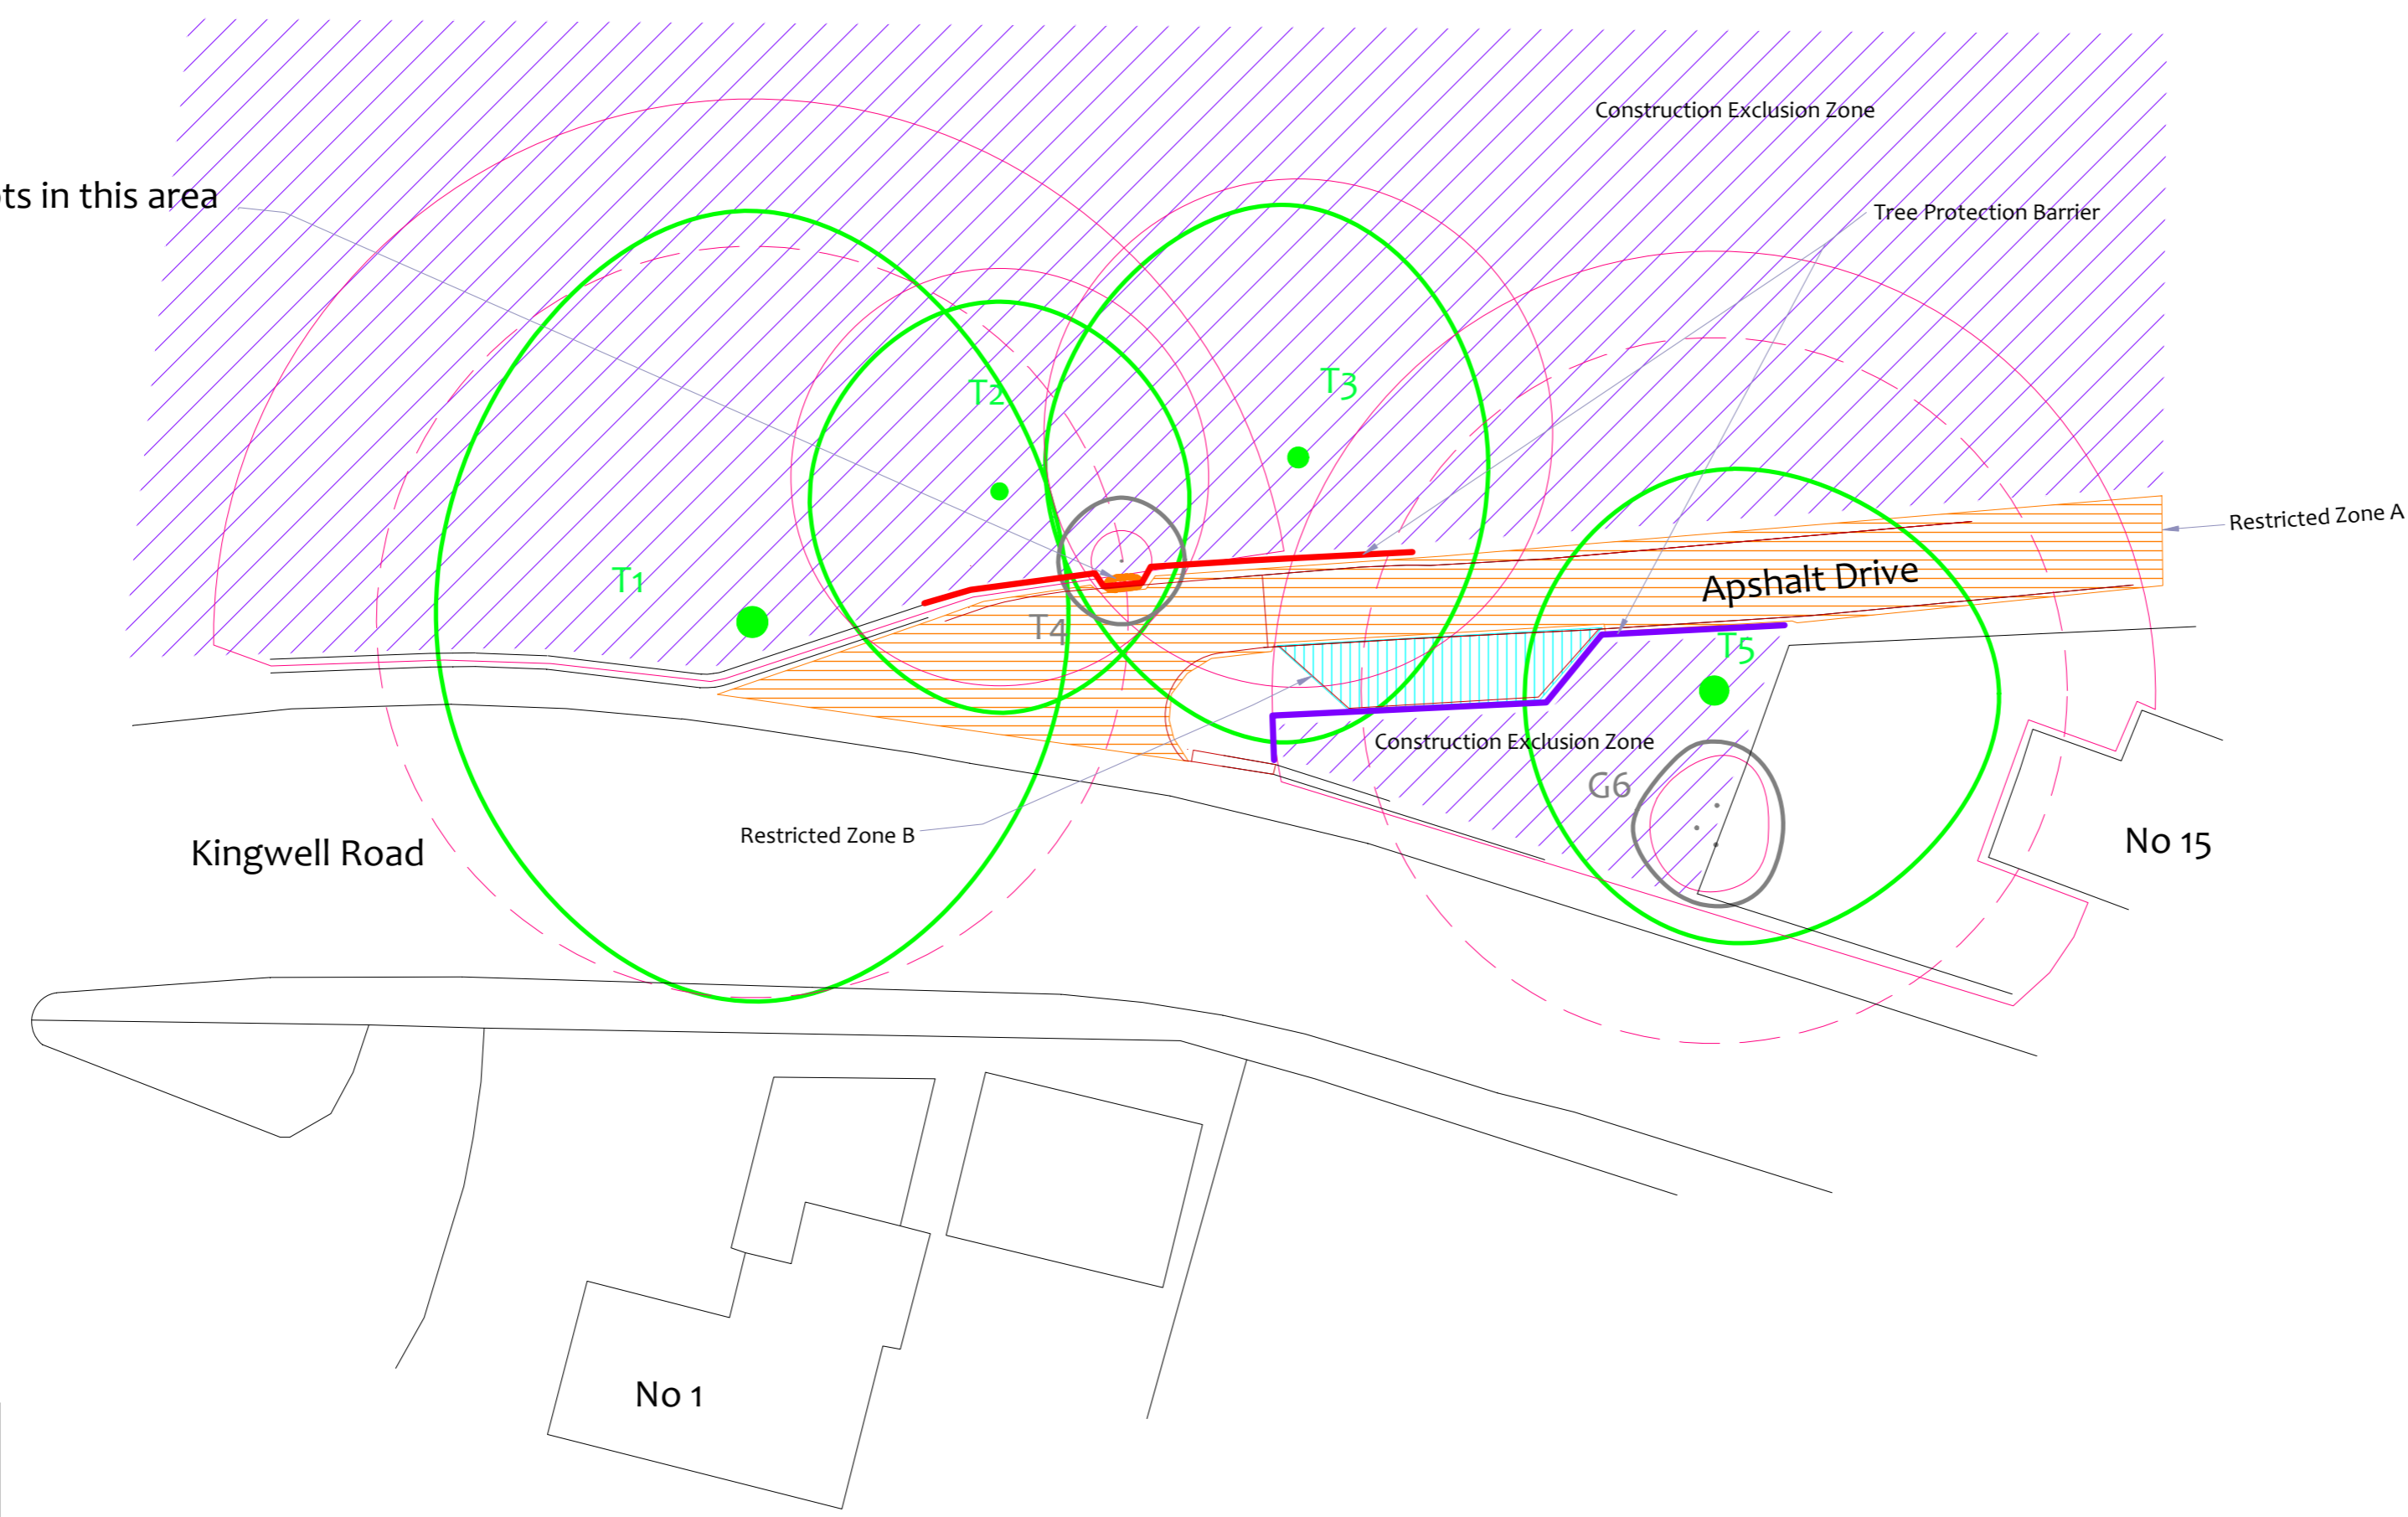 Construction Exclusion Zone
ts in this area
Tree Protection Barrier
T2
T3
Restricted Zone A
T1
Apshalt Drive
T4
T5
Construction Exclusion Zone
G6
Restricted Zone B
Kingwell Road
No 15
No 1